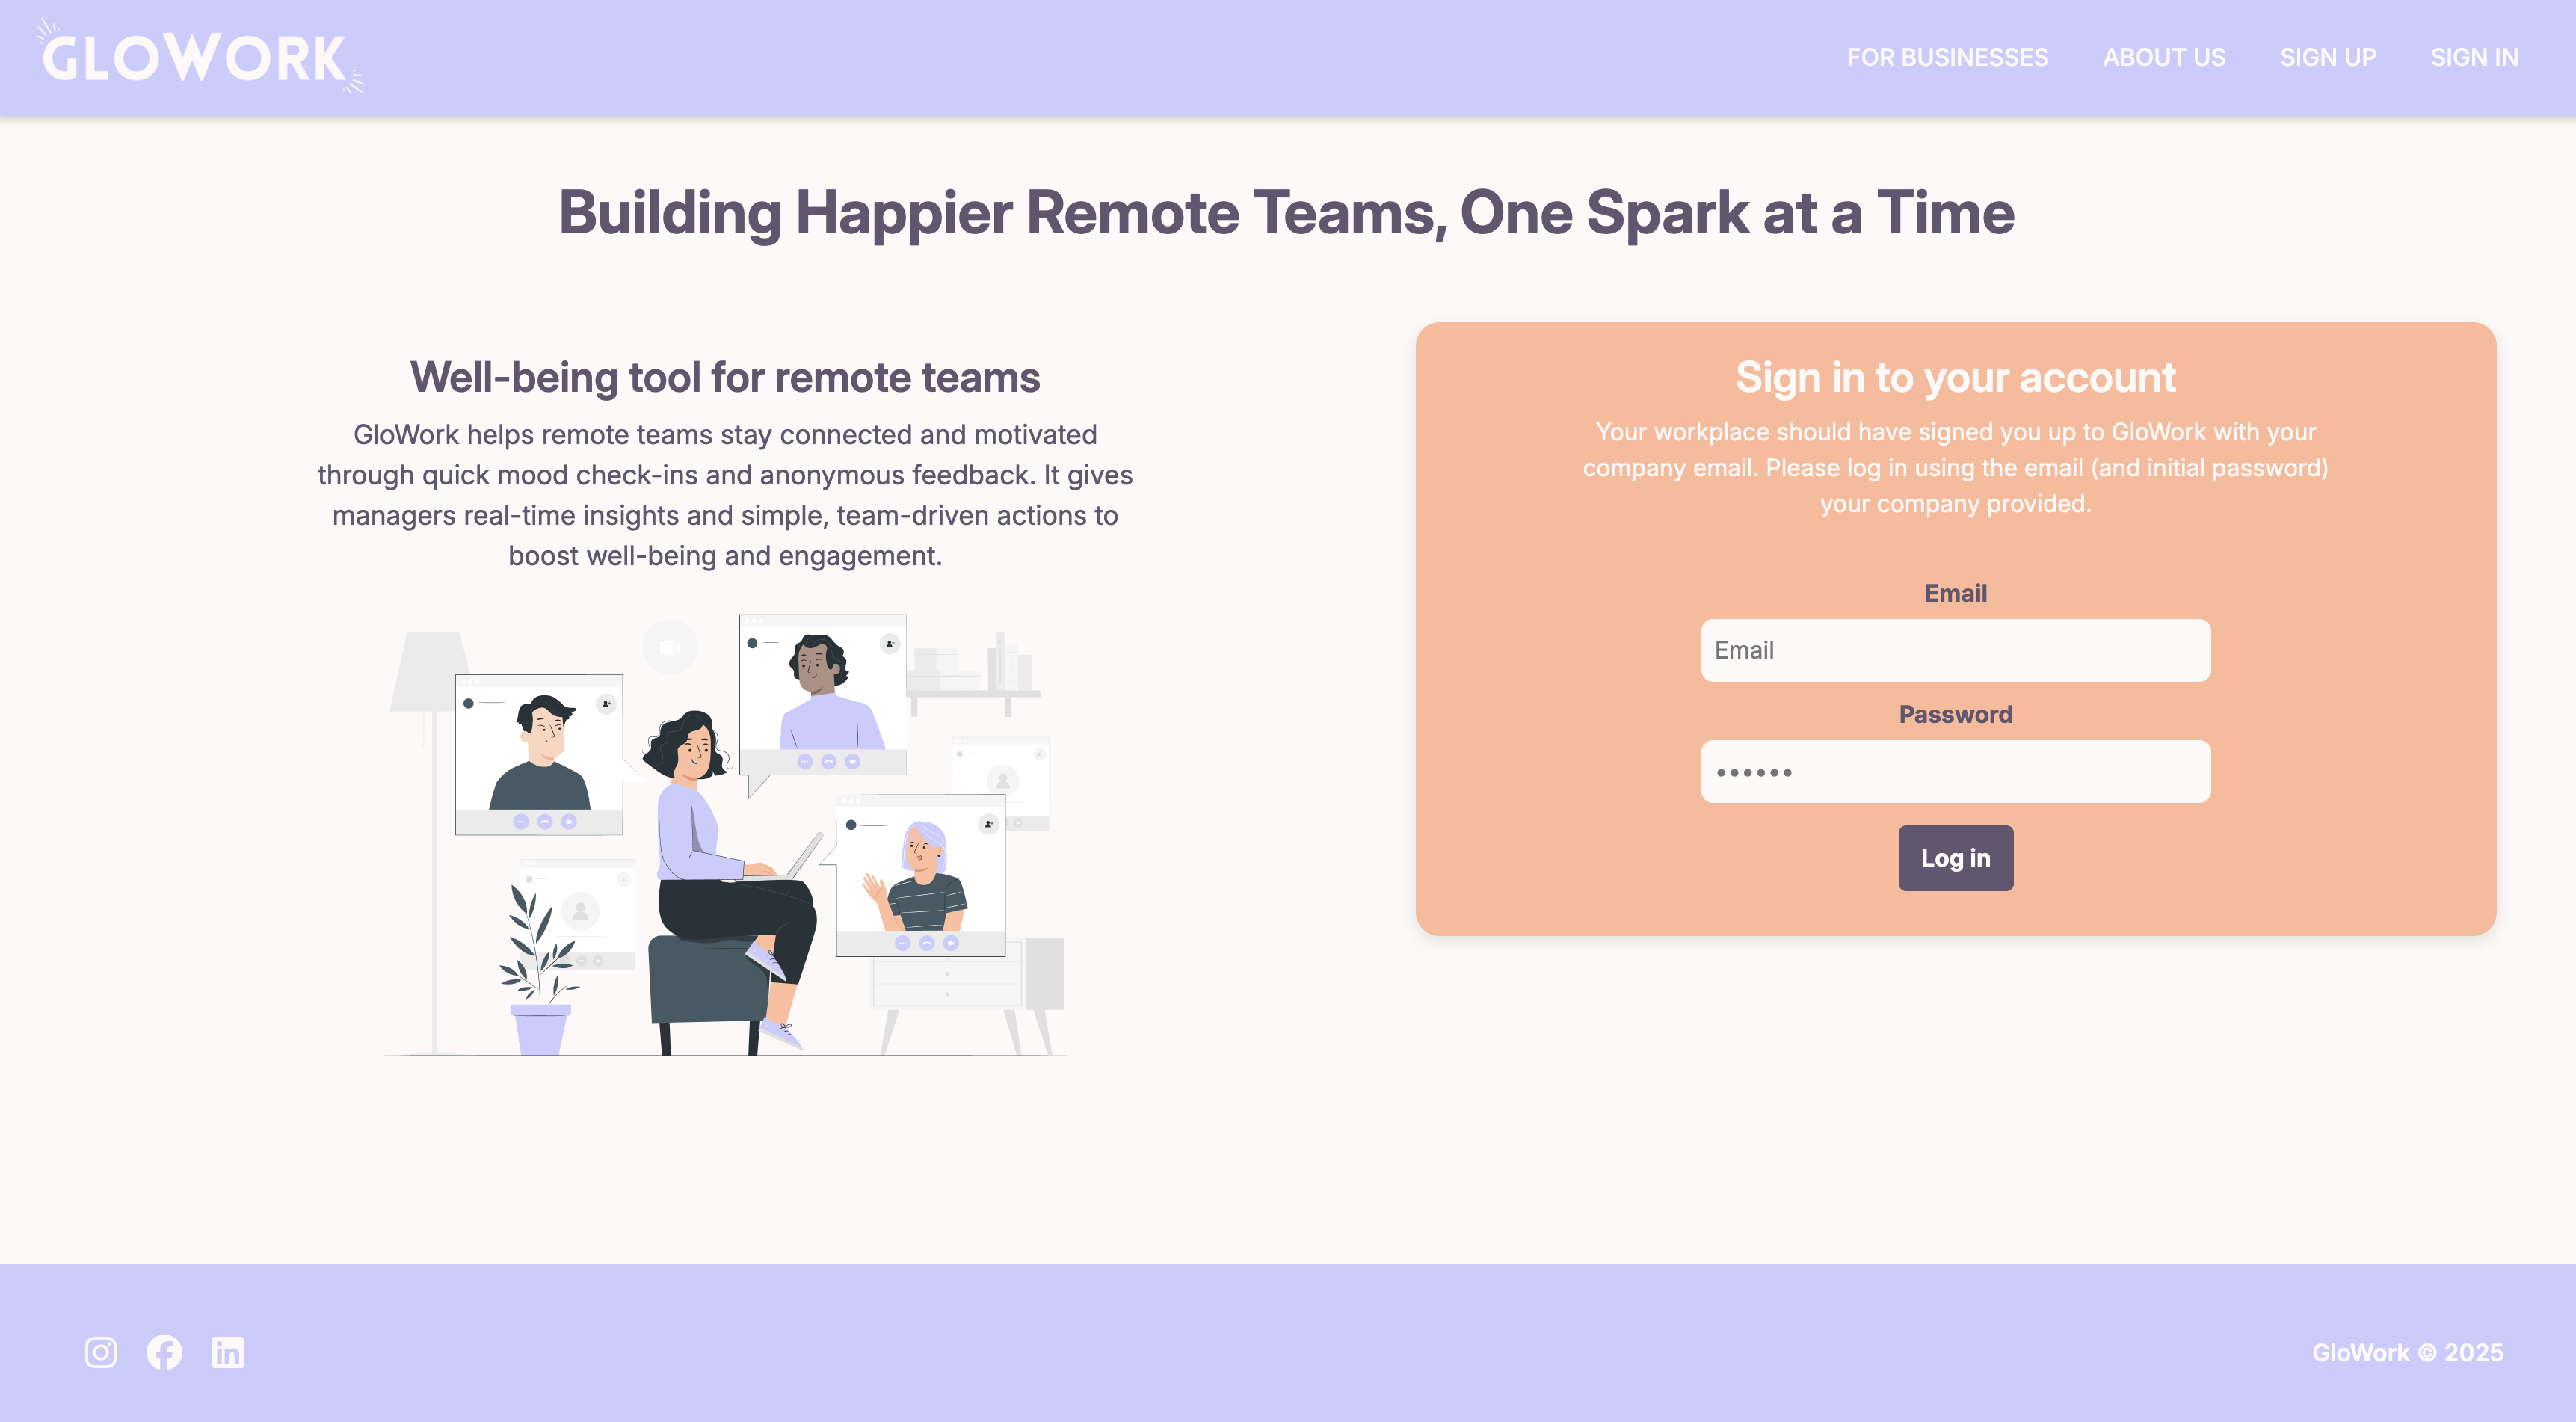 GLOWORK
FOR BUSINESSES
ABOUT US
SIGN UP
SIGN IN
Building Happier Remote Teams, One Spark at a Time
Well-being tool for remote teams
GloWork helps remote teams stay connected and motivated
through quick mood check-ins and anonymous feedback. It gives
managers real-time insights and simple, team-driven actions to
boost well-being and engagement.
Sign in to your account
Your workplace should have signed you up to GloWork with your
company email. Please log in using the email (and initial password)
your company provided.
Email
Email
Password
••••••
Log in
GloWork © 2025